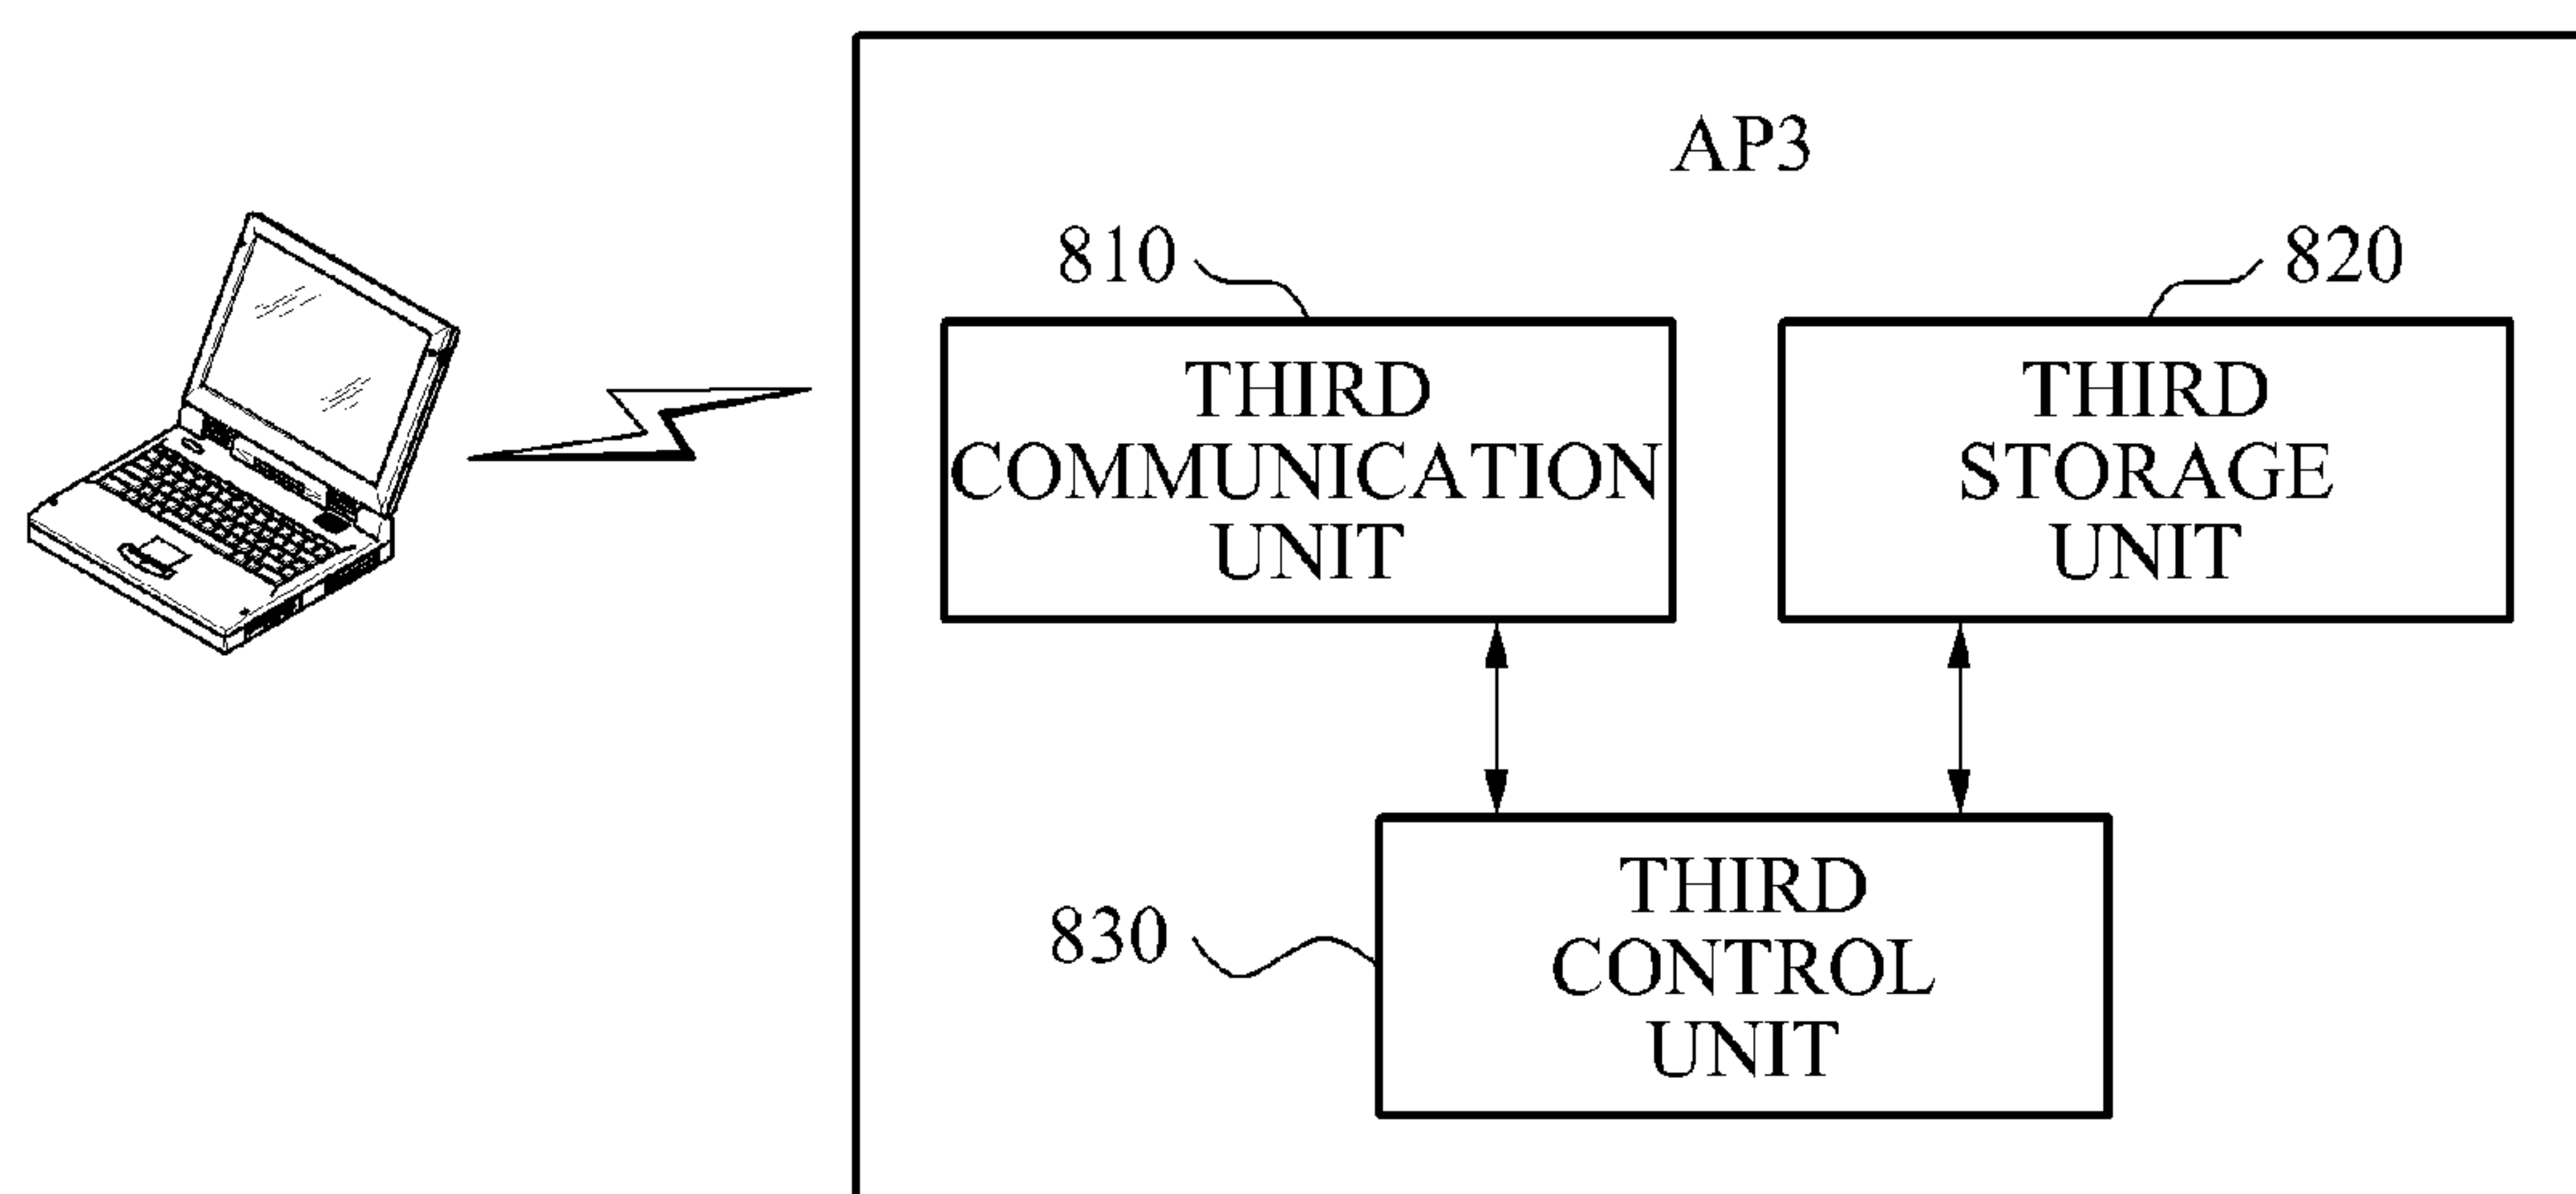 AP3
810
820
THIRD
COMMUNICATION
UNIT
THIRD
STORAGE
UNIT
830
THIRD
CONTROL
UNIT